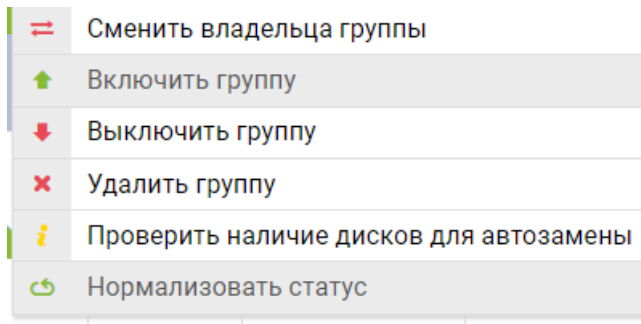 Сменить владельца группы
Включить группу
Выключить группу
Удалить группу
Проверить наличие дисков для автозамены
Нормализовать статус